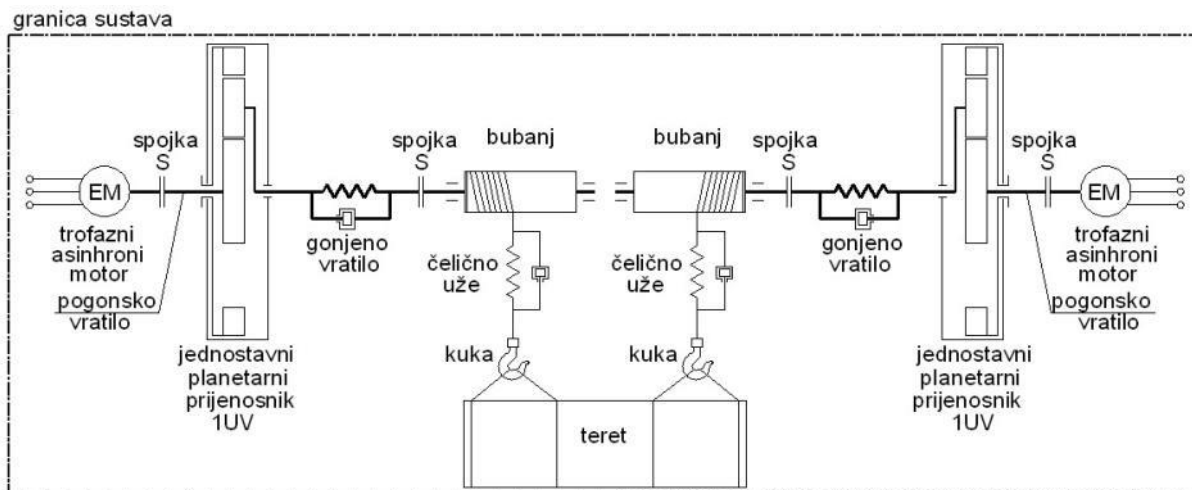 granica sustava
spojka
S
EM
trofazni
asinhroni
motor
pogonsko
vratilo
jednostavni
planetarni
prijenosnik
1UV
gonjeno
vratilo
spojka
S
bubanj
čelično
uže
kuka
teret
bubanj
čelično
uže
kuka
spojka
S
gonjeno
vratilo
jednostavni
planetarni
prijenosnik
1UV
spojka
S
EM
trofazni
asinhroni
motor
pogonsko
vratilo